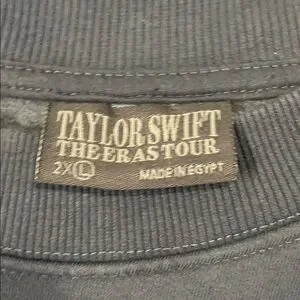 TAYLOR SWIFT
THE ERAS TOUR
2XL MADE IN EGYPT